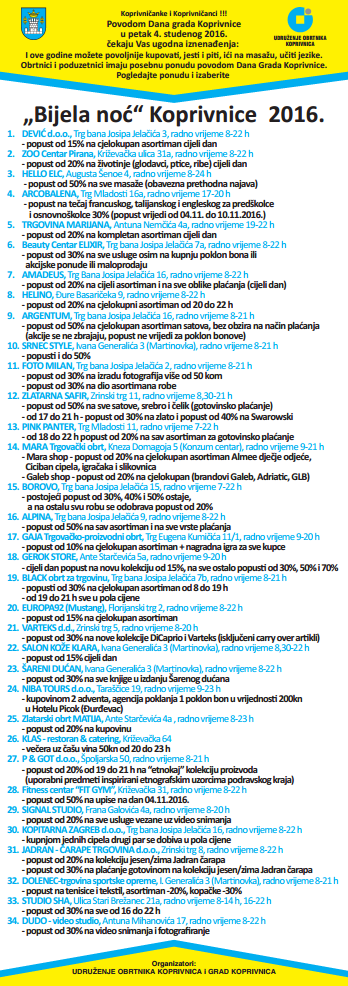 Koprivničanke i Koprivničanci !!!
Povodom Dana grada Koprivnice
u petak 4. studenog 2016.
čekaju Vas ugodna iznenađenja:
I ove godine možete povoljnije kupovati, jesti i piti, ići na masažu, učiti jezike.
Obrtnici i poduzetnici imaju posebnu ponudu povodom Dana Grada Koprivnice.
Pogledajte ponudu i izaberite
UDRUŽENJE OBRTNIKA
KOPRIVNICA
„Bijela noć“ Koprivnice 2016.
1. DEVIĆ d.o.o., Trg bana Josipa Jelačića 3, radno vrijeme 8-22 h
- popust od 15% na cjelokupan asortiman cijeli dan
2. ZOO Centar Pirana, Križevačka ulica 31a, radno vrijeme 8-22 h
- popust od 20% na životinje (glodavci, ptice, ribe) cijeli dan
3. HELLO ELC, Augusta Šenoe 4, radno vrijeme 8-24 h
- popust od 50% na sve masaže (obavezna prethodna najava)
4. ARCOBALENA, Trg Mladosti 16a, radno vrijeme 17-20 h
- popust na tečaj francuskog, talijanskog i engleskog za predškolce
i osnovnoškolce 30% (popust vrijedi od 04.11. do 10.11.2016.)
5. TRGOVINA MARIJANA, Antuna Nemčića 4a, radno vrijeme 19-22 h
- popust od 20% na kompletan asortiman cijeli dan
6. Beauty Centar ELIXIR, Trg bana Josipa Jelačića 7a, radno vrijeme 8-22 h
- popust od 30% na sve usluge osim na kupnju poklon bona ili
akcijske ponude ili maloprodaju
7. AMADEUS, Trg Bana Josipa Jelačića 16, radno vrijeme 8-22 h
- popust od 20% na cijeli asortiman i na sve oblike plaćanja (cijeli dan)
8. HELINO, Đure Basaričeka 9, radno vrijeme 8-22 h
- popust od 20% na cjelokupni asortiman od 20 do 22 h
9. ARGENTUM, Trg bana Josipa Jelačića 16, radno vrijeme 8-21 h
- popust od 50% na cjelokupan asortiman satova, bez obzira na način plaćanja
(akcije se ne zbrajaju, popust ne vrijedi za poklon bonove)
10. SRNEC STYLE, Ivana Generalića 3 (Martinovka), radno vrijeme 8-21 h
- popusti i do 50%
11. FOTO MILAN, Trg bana Josipa Jelačića 2, radno vrijeme 8-21 h
- popust od 30% na izradu fotografija više od 50 kom
- popust od 30% na dio asortimana robe
12. ZLATARNA SAFIR, Zrinski trg 11, radno vrijeme 8,30-21 h
- popust od 50% na sve satove, srebro i čelik (gotovinsko plaćanje)
- od 17 do 21 h - popust od 30% na zlato i popust od 40% na Swarovski
13. PINK PANTER, Trg Mladosti 11, radno vrijeme 7-22 h
- od 18 do 22 h popust od 20% na sav asortiman za gotovinsko plaćanje
14. MARA Trgovački obrt, Kneza Domagoja 5 (Konzum centar), radno vrijeme 9-21 h
- Mara shop - popust od 20% na cjelokupan asortiman Almee dječje odjeće,
Ciciban cipela, igračaka i slikovnica
- Galeb shop - popust od 20% na cjelokupan (brandovi Galeb, Adriatic, GLB)
15. BOROVO, Trg bana Josipa Jelačića 15, radno vrijeme 7-22 h
- postojeći popust od 30%, 40% i 50% ostaje,
a na ostalu svu robu se odobrava popust od 20%
16. ALPINA, Trg bana Josipa Jelačića 9, radno vrijeme 8-22 h
- popust od 50% na sav asortiman i na sve vrste plaćanja
17. GAJA Trgovačko-proizvodni obrt, Trg Eugena Kumičića 11/1, radno vrijeme 9-20 h
- popust od 10% na cjelokupan asortiman + nagradna igra za sve kupce
18. GEROK STORE, Ante Starčevića 5a, radno vrijeme 9-20 h
- cijeli dan popust na novu kolekciju od 15%, na sve ostalo popusti od 30%, 50% i 70%
19. BLACK obrt za trgovinu, Trg bana Josipa Jelačića 7b, radno vrijeme 8-21 h
- popusti od 30% na cjelokupan asortiman od 8 do 19 h
- od 19 do 21 h sve u pola cijene
20. EUROPA92 (Mustang), Florijanski trg 2, radno vrijeme 8-22 h
- popust od 15% na cjelokupan asortiman
21. VARTEKS d.d., Zrinski trg 5, radno vrijeme 8-20 h
- popust od 30% na nove kolekcije DiCaprio i Varteks (isključeni carry over artikli)
22. SALON KOŽE KLARA, Ivana Generalića 3 (Martinovka), radno vrijeme 8,30-22 h
- popust od 15% cijeli dan
23. ŠARENI DUĆAN, Ivana Generalića 3 (Martinovka), radno vrijeme 8-22 h
- popust od 30% na sve knjige u izdanju Šarenog dućana
24. NIBA TOURS d.o.o., Taraščice 19, radno vrijeme 9-23 h
- kupovinom 2 adventa, agencija poklanja 1 poklon bon u vrijednosti 200kn
u Hotelu Picok (Đurđevac)
25. Zlatarski obrt MATIJA, Ante Starčevića 4a , radno vrijeme 8-23 h
- popust od 20% na kupovinu
26. KLAS - restoran & catering, Križevačka 64
- večera uz čašu vina 50kn od 20 do 23 h
27. P & GOT d.o.o., Špoljarska 50, radno vrijeme 8-21 h
- popust od 20% od 19 do 21 h na “etnokaj” kolekciju proizvoda
(uporabni predmeti inspirirani etnografskim uzorcima podravskog kraja)
28. Fitness centar “FIT GYM”, Križevačka 31, radno vrijeme 8-22 h
- popust od 50% na upise na dan 04.11.2016.
29. SIGNALSTUDIO, Frana Galovića 4a, radno vrijeme 8-20 h
- popust od 20% na sve usluge vezane uz video snimanja
30. KOPITARNA ZAGREB d.o.o., Trg bana Josipa Jelačića 16, radno vrijeme 8-22 h
- kupnjom jednih cipela drugi par se dobiva u pola cijene
31. JADRAN - ČARAPE TRGOVINA d.o.o., Zrinski trg 8, radno vrijeme 8-22 h
- popust od 20% na kolekciju jesen/zima Jadran čarapa
- popust od 30% na plaćanje gotovinom na kolekciju jesen/zima Jadran čarapa
32. DOLENEC-trgovina sportske opreme, I. Generalića 3 (Martinovka), radno vrijeme 8-21 h
- popust na tenisice i tekstil, asortiman -20%, kopačke -30%
33. STUDIO SHA, Ulica Stari Brežanec 21a, radno vrijeme 8-14 h, 16-22 h
- popust od 30% na sve od 16 do 22 h
34. DUDO - video studio, Antuna Mihanovića 17, radno vrijeme 8-22 h
- popust od 30% na video snimanja i fotografiranje
Organizatori:
UDRUŽENJE OBRTNIKA KOPRIVNICA i GRAD KOPRIVNICA